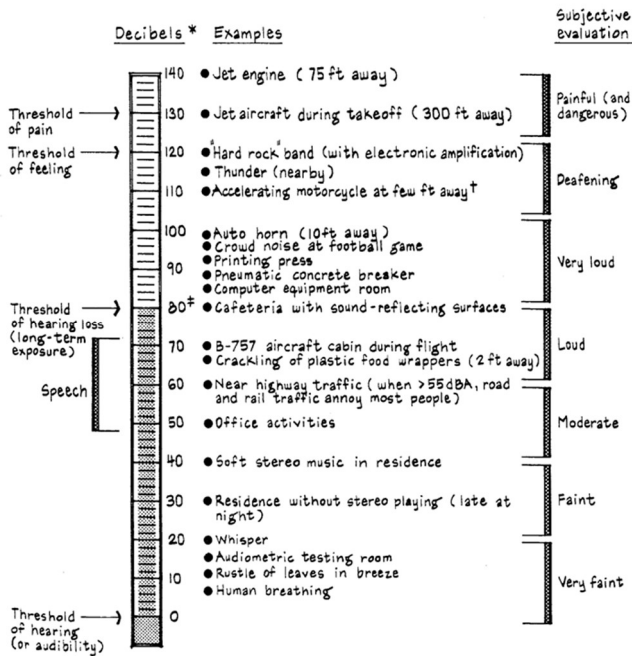 Decibels * Examples Subjective evaluation
140 ● Jet engine (75 ft away)
Painful (and dangerous)
Threshold of pain
130 ● Jet aircraft during takeoff (300 ft away)
Threshold of feeling
120 ● "Hard rock" band (with electronic amplification)
● Thunder (nearby)
Deafening
110 ● Accelerating motorcycle at few ft away†
100 ● Auto horn (10ft away)
● Crowd noise at football game
● Printing press
Very loud
90 ● Pneumatic concrete breaker
● Computer equipment room
Threshold of hearing loss (long-term exposure)
80‡ ● Cafeteria with sound-reflecting surfaces
Loud
70 ● B-757 aircraft cabin during flight
● Crackling of plastic food wrappers (2 ft away)
Speech
60 ● Near highway traffic (when >55dBA, road
and rail traffic annoy most people)
50 ● Office activities
Moderate
40 ● Soft stereo music in residence
Faint
30 ● Residence without stereo playing (late at
night)
20 ● Whisper
● Audiometric testing room
● Rustle of leaves in breeze
Very faint
10
● Human breathing
0
Threshold of hearing (or audibility)